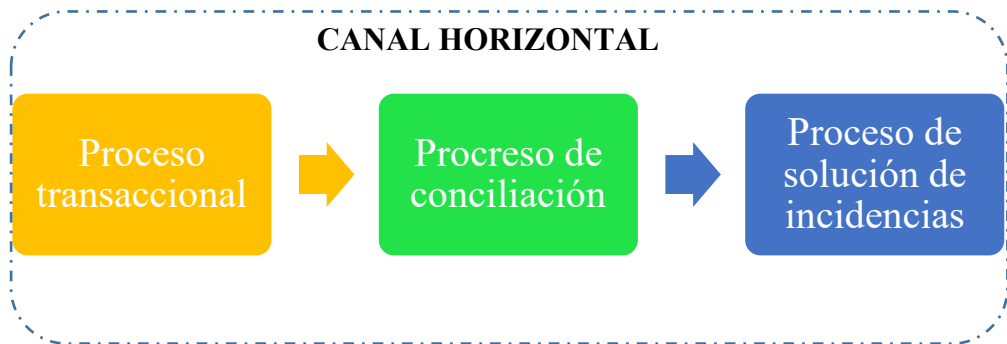 CANAL HORIZONTAL
Proceso
transaccional
Procreso de
conciliación
Proceso de
solución de
incidencias